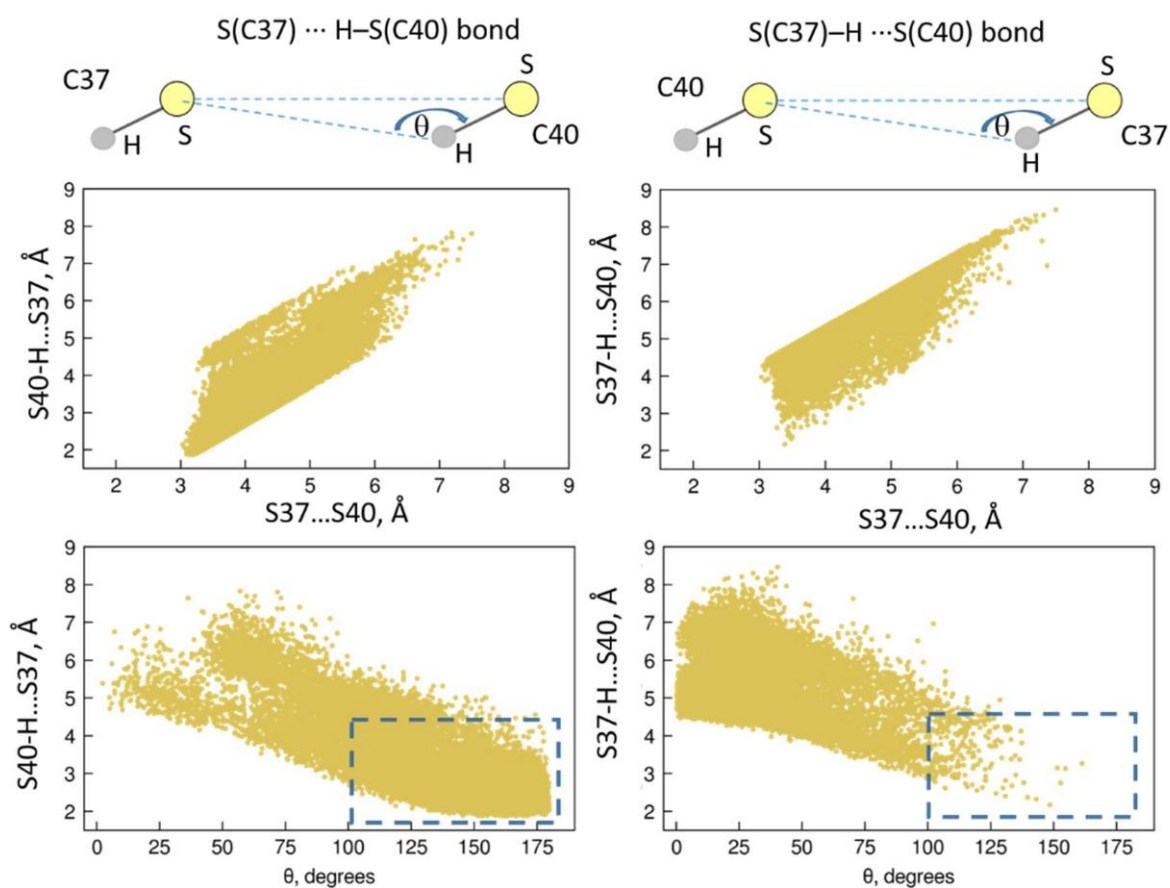 S(C37) ··· H–S(C40) bond
C37
S
H
S
θ
H
C40
S(C37)–H ···S(C40) bond
C40
S
H
S
θ
H
C37
S40-H...S37, Å
9
8
7
6
5
4
3
2
2 3 4 5 6 7 8 9
S37...S40, Å
S37-H...S40, Å
9
8
7
6
5
4
3
2
2 3 4 5 6 7 8 9
S37...S40, Å
S40-H...S37, Å
9
8
7
6
5
4
3
2
0 25 50 75 100 125 150 175
θ, degrees
S37-H...S40, Å
9
8
7
6
5
4
3
2
0 25 50 75 100 125 150 175
θ, degrees